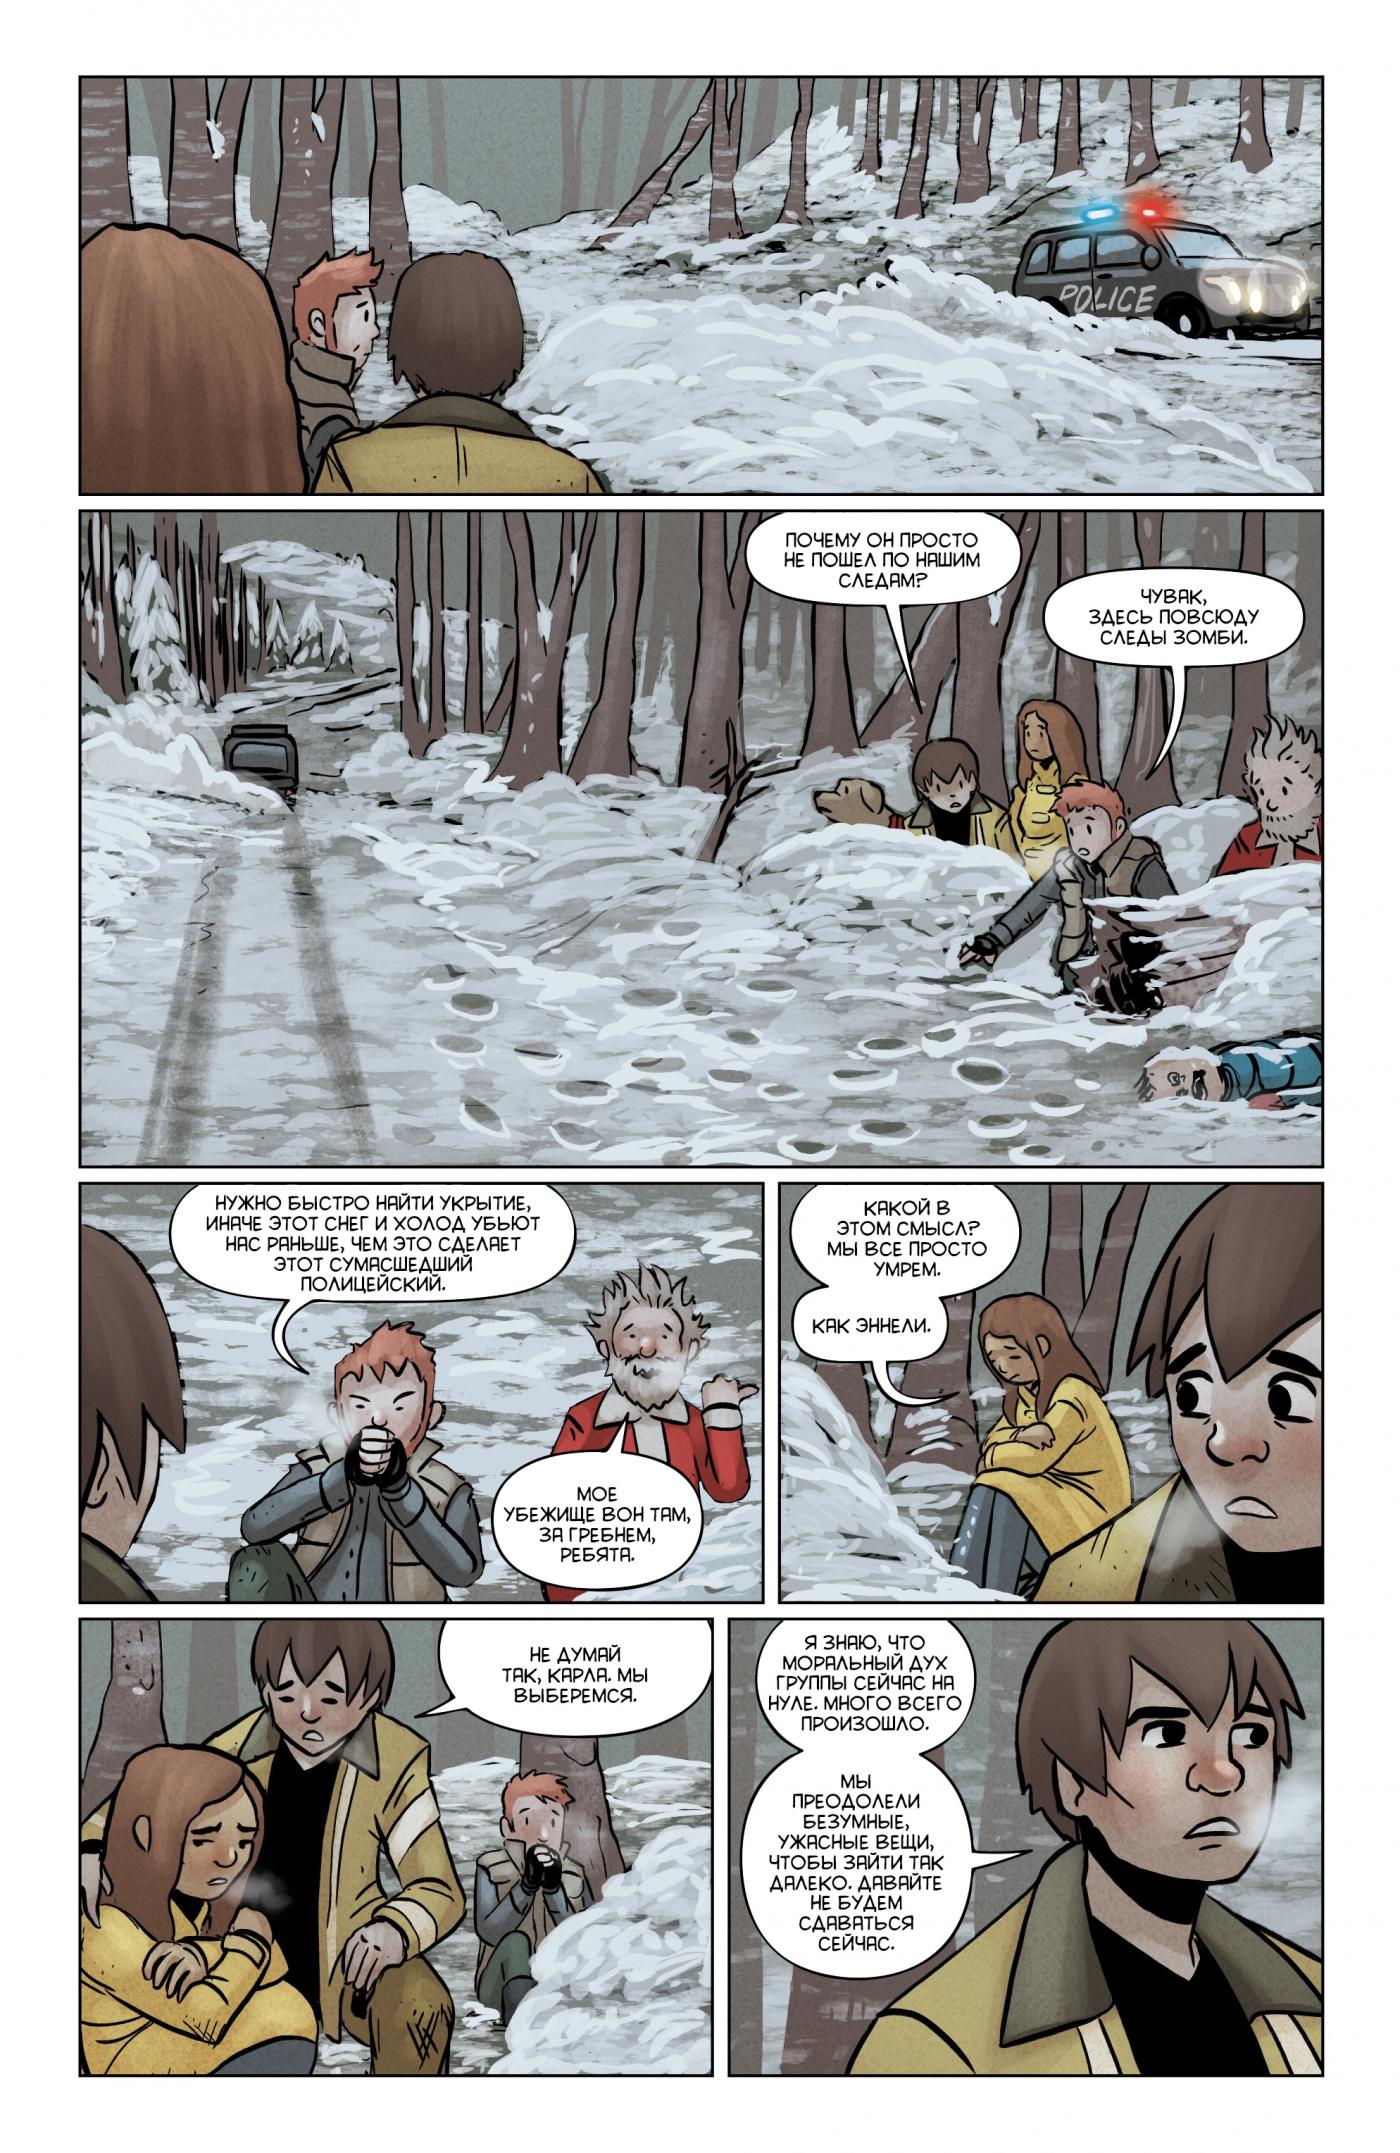 POLICE
ПОЧЕМУ ОН ПРОСТО
НЕ ПОШЕЛ ПО НАШИМ
СЛЕДАМ?
ЧУВАК,
ЗДЕСЬ ПОВСЮДУ
СЛЕДЫ ЗОМБИ.
НУЖНО БЫСТРО НАЙТИ УКРЫТИЕ,
ИНАЧЕ ЭТОТ СНЕГ И ХОЛОД УБЬЮТ
НАС РАНЬШЕ, ЧЕМ ЭТО СДЕЛАЕТ
ЭТОТ СУМАСШЕДШИЙ
ПОЛИЦЕЙСКИЙ.
МОЕ
УБЕЖИЩЕ ВОН ТАМ,
ЗА ГРЕБНЕМ,
РЕБЯТА.
КАКОЙ В
ЭТОМ СМЫСЛ?
МЫ ВСЕ ПРОСТО
УМРЕМ.
КАК ЭННЕЛИ.
НЕ ДУМАЙ
ТАК, КАРЛА. МЫ
ВЫБЕРЕМСЯ.
Я ЗНАЮ, ЧТО
МОРАЛЬНЫЙ ДУХ
ГРУППЫ СЕЙЧАС НА
НУЛЕ. МНОГО ВСЕГО
ПРОИЗОШЛО.
МЫ
ПРЕОДОЛЕЛИ
БЕЗУМНЫЕ,
УЖАСНЫЕ ВЕЩИ,
ЧТОБЫ ЗАЙТИ ТАК
ДАЛЕКО. ДАВАЙТЕ
НЕ БУДЕМ
СДАВАТЬСЯ
СЕЙЧАС.